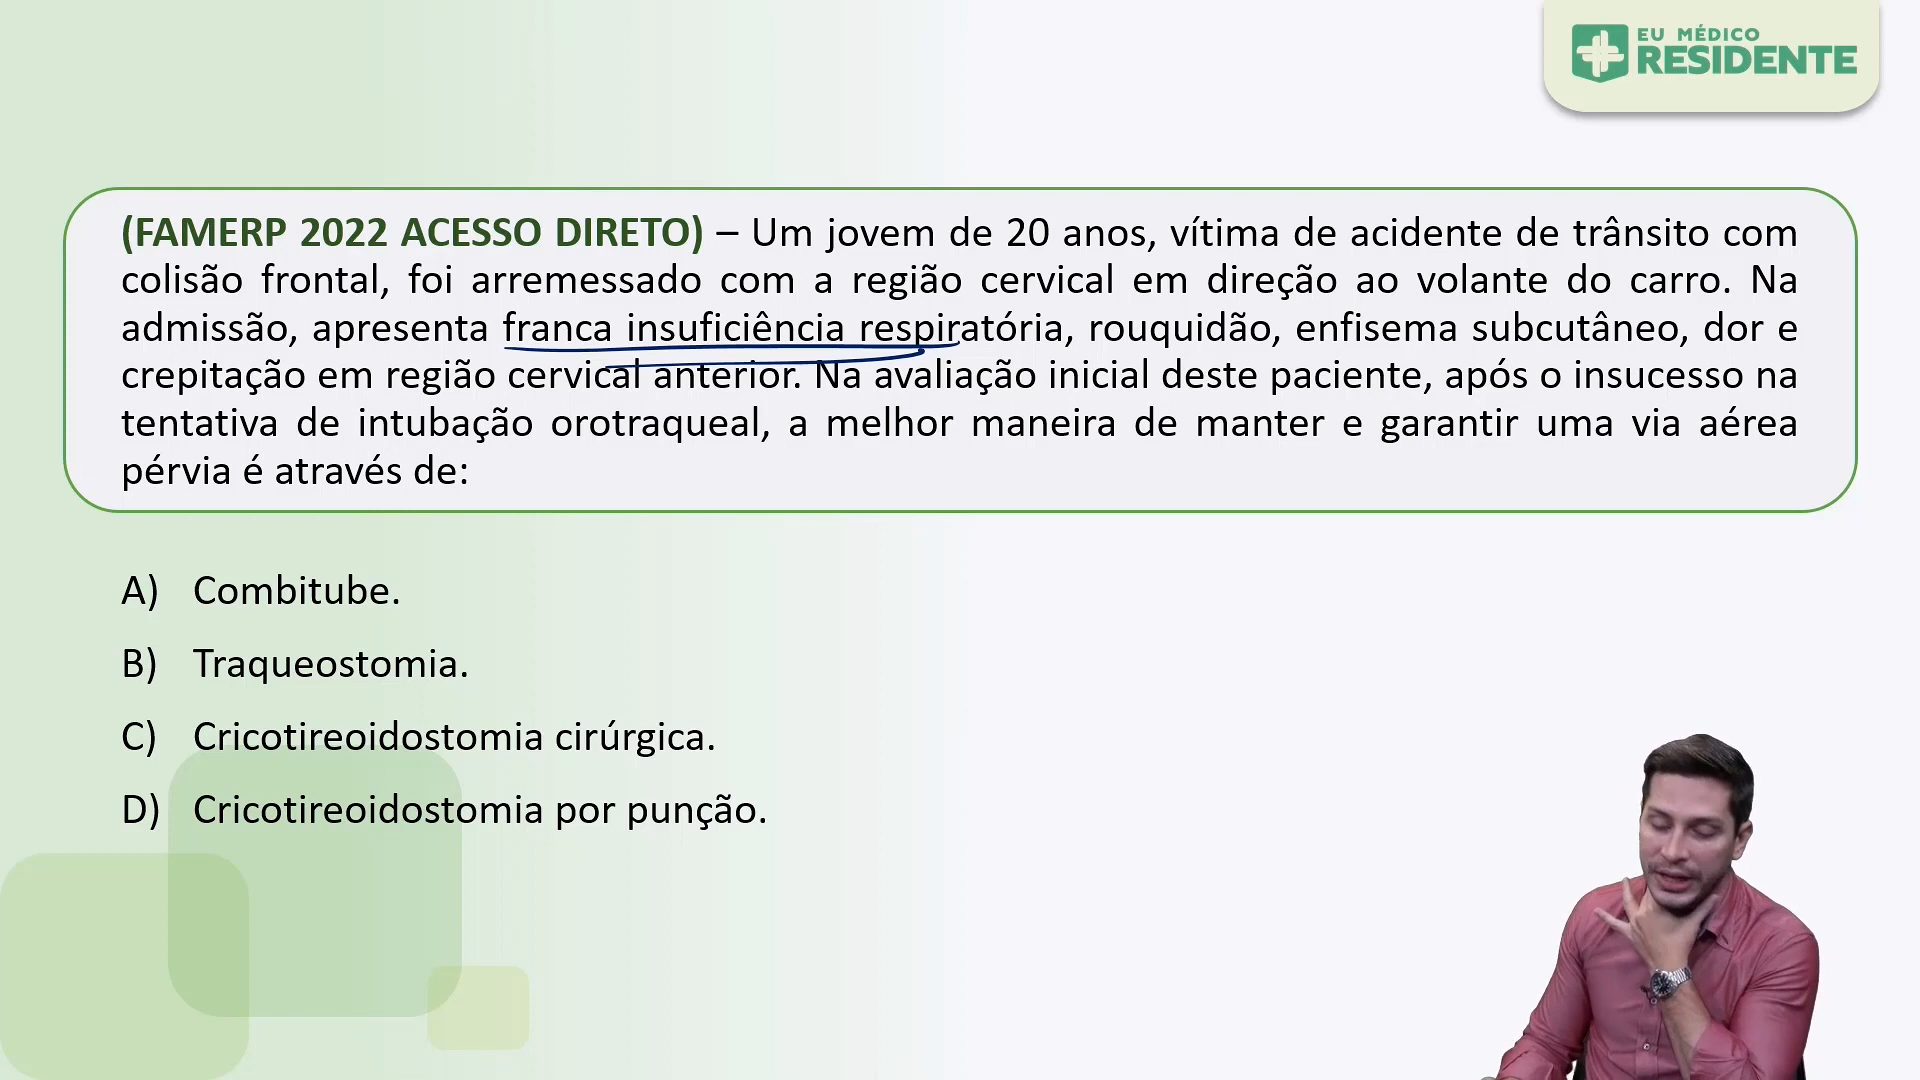 EU MÉDICO
RESIDENTE
(FAMERP 2022 ACESSO DIRETO) – Um jovem de 20 anos, vítima de acidente de trânsito com
colisão frontal, foi arremessado com a região cervical em direção ao volante do carro. Na
admissão, apresenta franca insuficiência respiratória, rouquidão, enfisema subcutâneo, dor e
crepitação em região cervical anterior. Na avaliação inicial deste paciente, após o insucesso na
tentativa de intubação orotraqueal, a melhor maneira de manter e garantir uma via aérea
pérvia é através de:
A) Combitube.
B) Traqueostomia.
C) Cricotireoidostomia cirúrgica.
D) Cricotireoidostomia por punção.